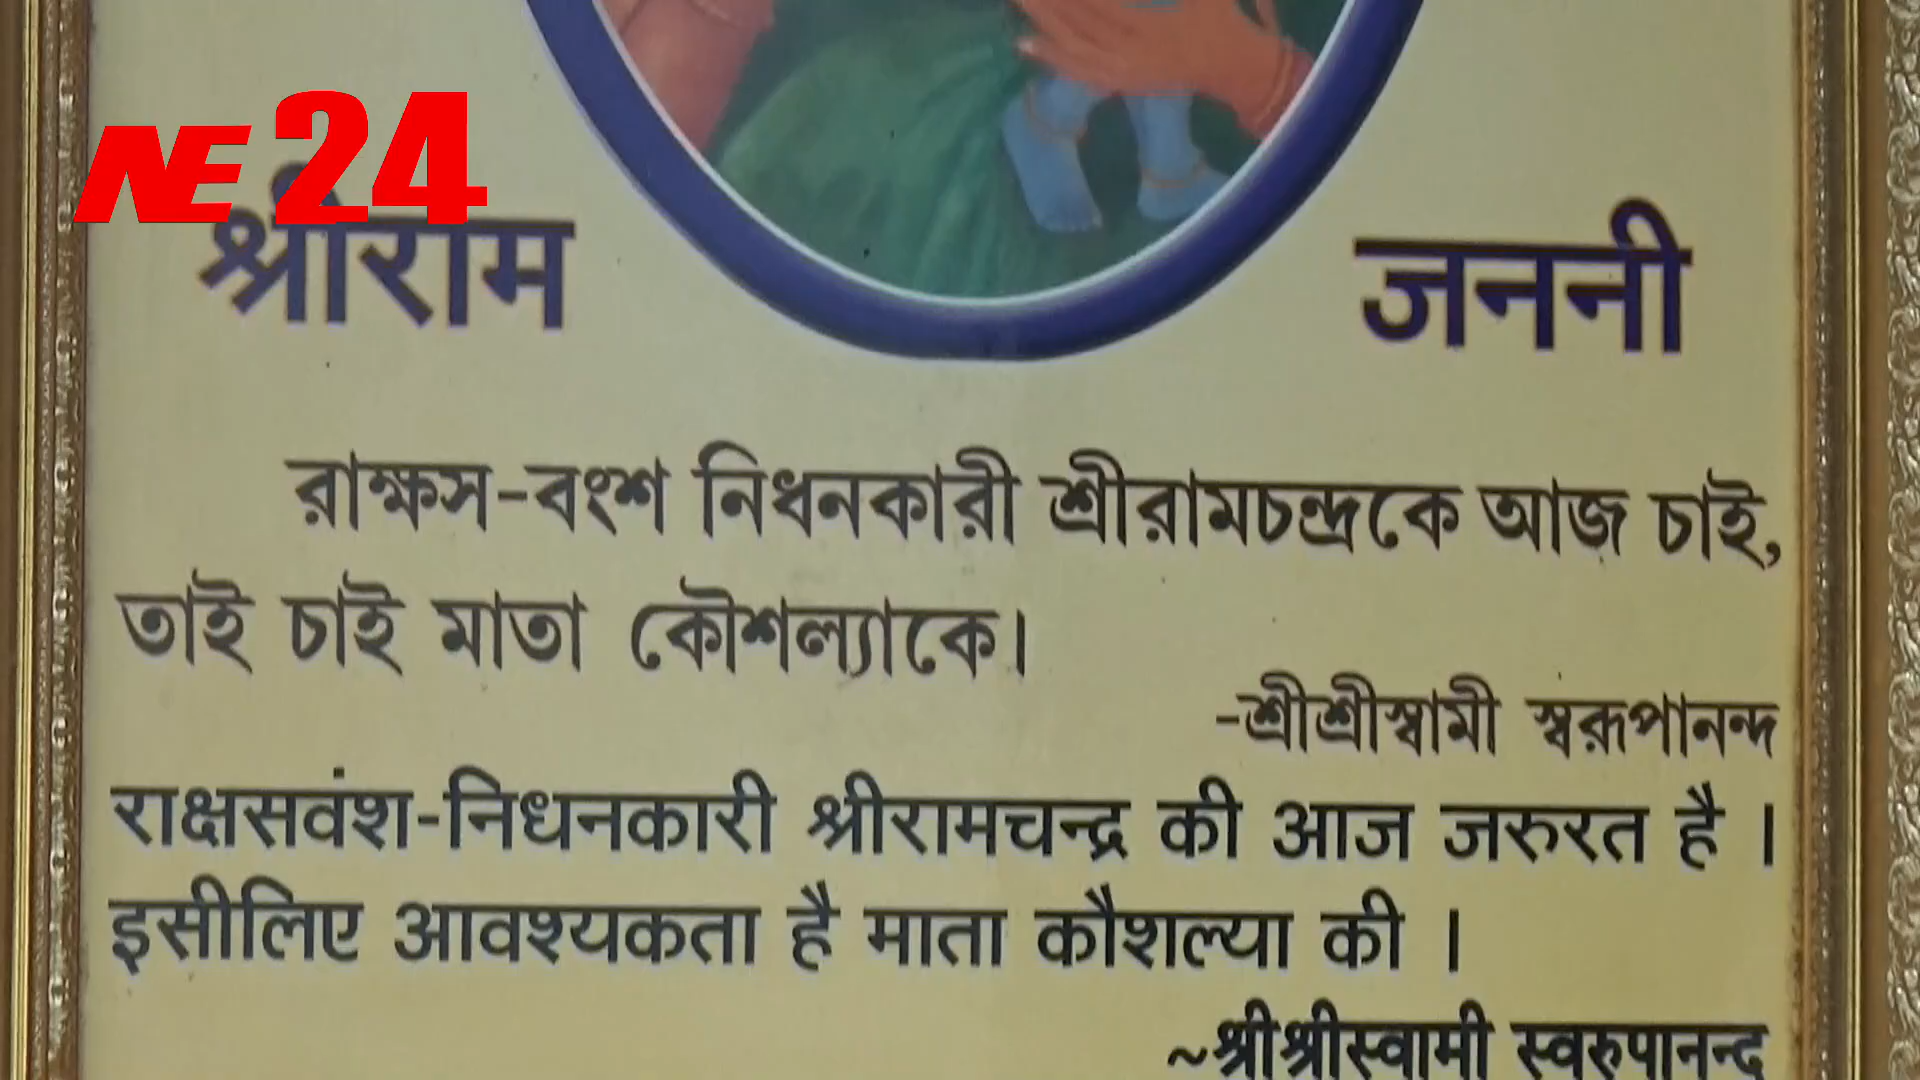 NE 24
श्रीराम जननी
রাক্ষস-বংশ নিধনকারী শ্রীরামচন্দ্রকে আজ চাই,
তাই চাই মাতা কৌশল্যাকে।
-শ্রীশ্রীস্বামী স্বরূপানন্দ
राक्षसवंश-निधनकारी श्रीरामचन्द्र की आज जरुरत है ।
इसीलिए आवश्यकता है माता कौशल्या की ।
~श्रीश्रीस्वामी स्वरुपानन्द